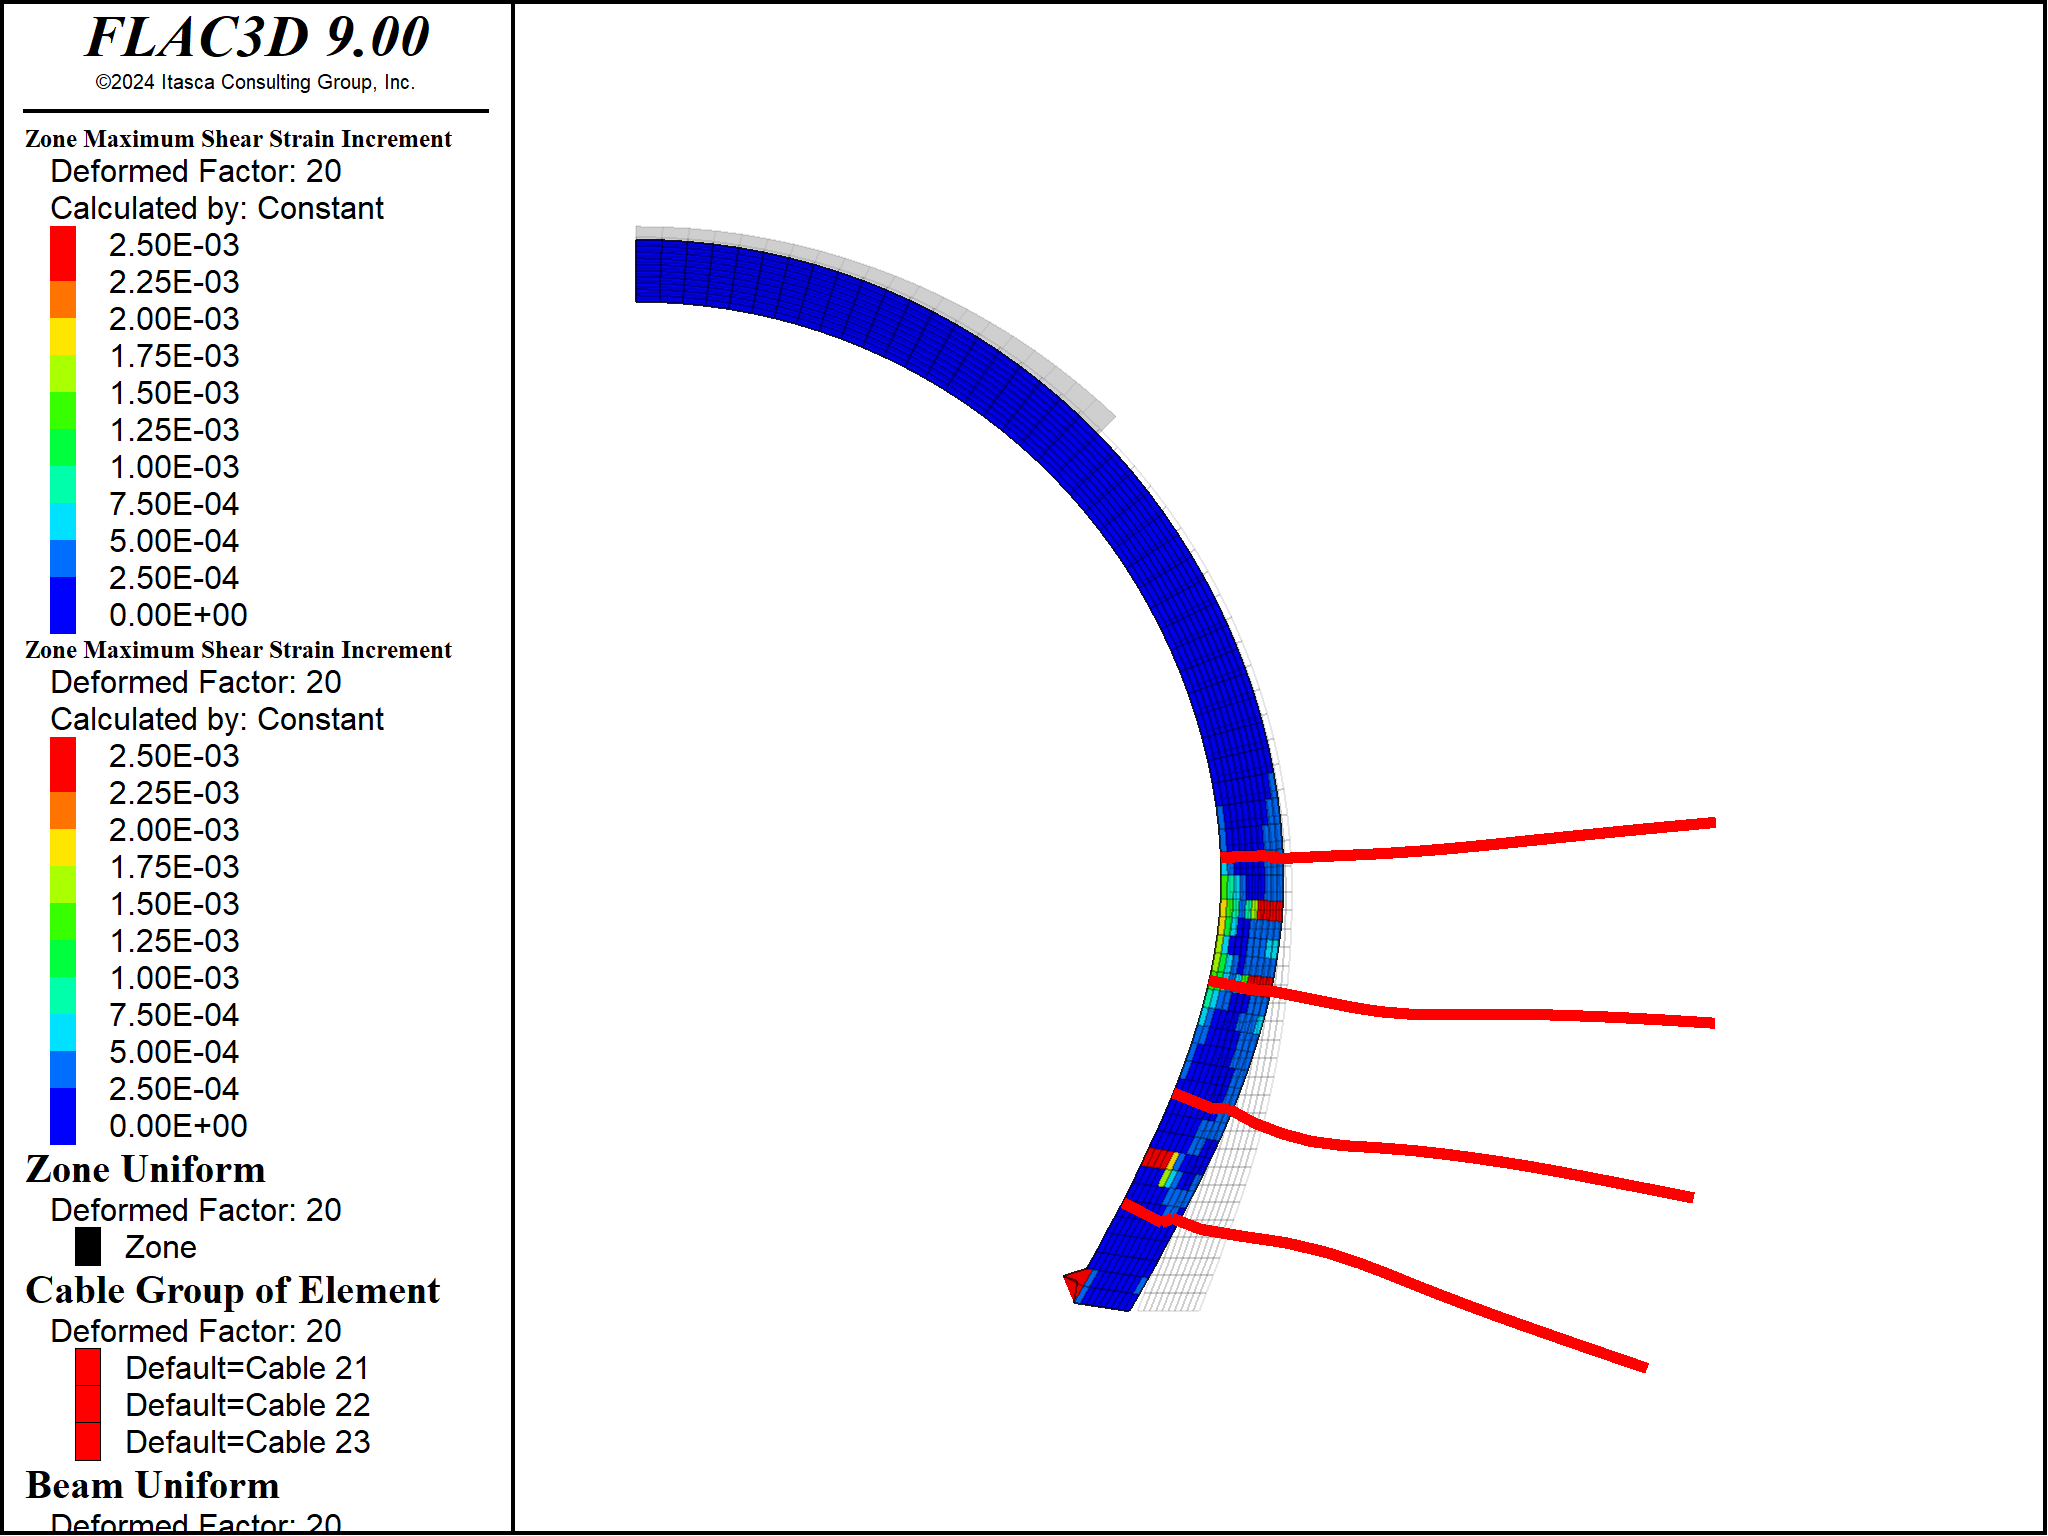 FLAC3D 9.00
©2024 Itasca Consulting Group, Inc.
Zone Maximum Shear Strain Increment
Deformed Factor: 20
Calculated by: Constant
2.50E-03
2.25E-03
2.00E-03
1.75E-03
1.50E-03
1.25E-03
1.00E-03
7.50E-04
5.00E-04
2.50E-04
0.00E+00
Zone Maximum Shear Strain Increment
Deformed Factor: 20
Calculated by: Constant
2.50E-03
2.25E-03
2.00E-03
1.75E-03
1.50E-03
1.25E-03
1.00E-03
7.50E-04
5.00E-04
2.50E-04
0.00E+00
Zone Uniform
Deformed Factor: 20
Zone
Cable Group of Element
Deformed Factor: 20
Default=Cable 21
Default=Cable 22
Default=Cable 23
Beam Uniform
Deformed Factor: 20